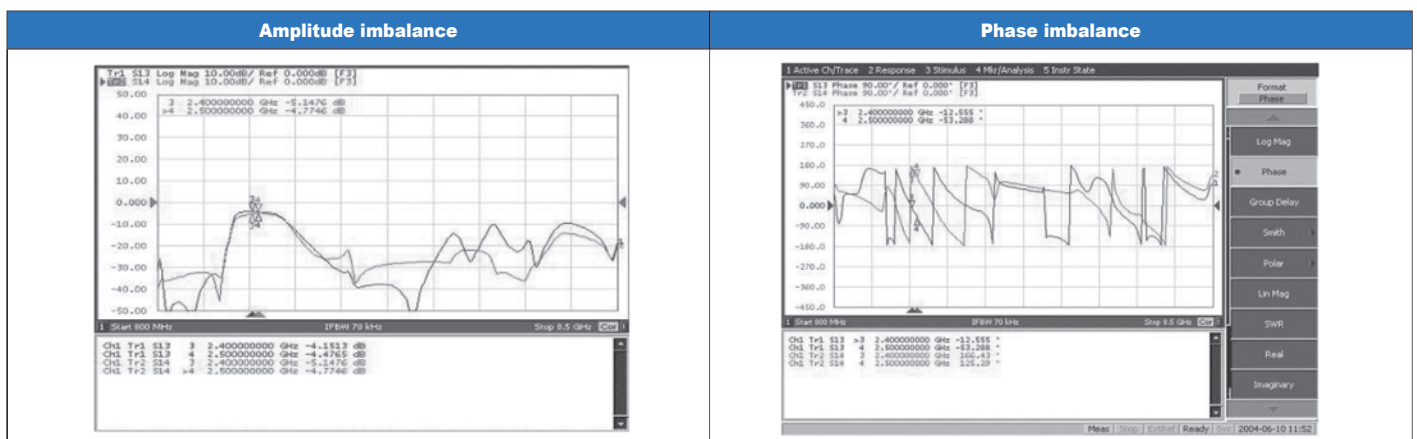 Amplitude imbalance
Phase imbalance
Tr1 S13 Log Mag 10.00dB/ Ref 0.000dB [F3]
Tr2 S14 Log Mag 10.00dB/ Ref 0.000dB [F3]
50.00
3 2.400000000 GHz -5.1476 dB
>4 2.500000000 GHz -4.7746 dB
40.00
30.00
20.00
10.00
0.000
-10.00
-20.00
-30.00
-40.00
-50.00
1 Start 800 MHz IFBW 70 kHz Stop 8.5 GHz Cor !
Ch1 Tr1 S13 3 2.400000000 GHz -4.1513 dB
Ch1 Tr1 S13 4 2.500000000 GHz -4.4765 dB
Ch1 Tr2 S14 3 2.400000000 GHz -5.1476 dB
Ch1 Tr2 S14 >4 2.500000000 GHz -4.7746 dB
1 Active Ch/Trace 2 Response 3 Stimulus 4 Mkr/Analysis 5 Instr State
Tr1 S13 Phase 90.00°/ Ref 0.000° [F3]
Tr2 S14 Phase 90.00°/ Ref 0.000° [F3]
450.0
>3 2.400000000 GHz -12.555 °
4 2.500000000 GHz -53.288 °
360.0
270.0
180.0
90.00
0.000
-90.00
-180.0
-270.0
-360.0
-450.0
1 Start 800 MHz IFBW 70 kHz Stop 8.5 GHz Cor !
Ch1 Tr1 S13 >3 2.400000000 GHz -12.555 °
Ch1 Tr1 S13 4 2.500000000 GHz -53.288 °
Ch1 Tr2 S14 3 2.400000000 GHz 166.43 °
Ch1 Tr2 S14 4 2.500000000 GHz 125.29 °
Format
Phase
Log Mag
Phase
Group Delay
Smith
Polar
Lin Mag
SWR
Real
Imaginary
Meas Stop ExtRef Ready Svc 2004-06-10 11:52